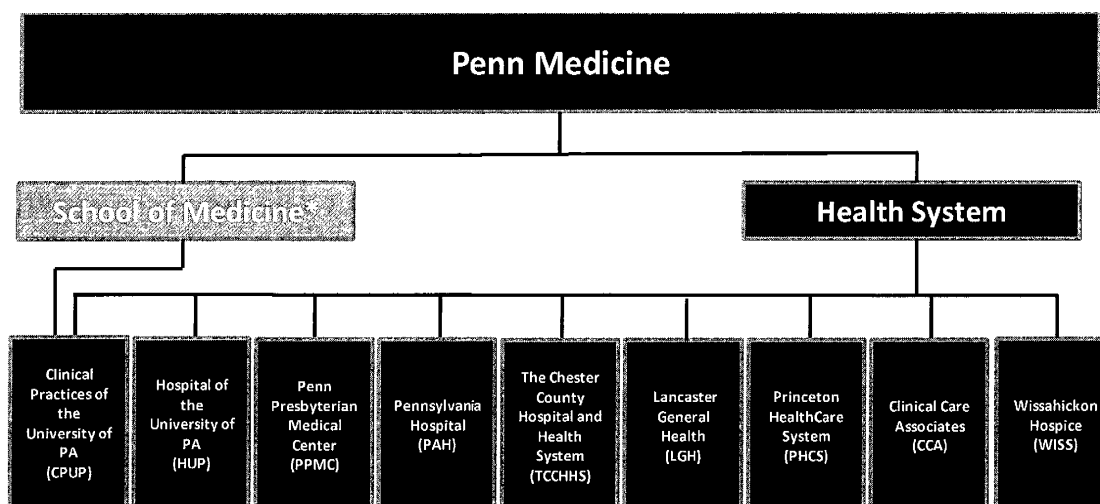 Penn Medicine
School of Medicine*
Health System
Clinical
Practices of
the
University of
PA
(CPUP)
Hospital of
the
University of
PA
(HUP)
Penn
Presbyterian
Medical
Center
(PPMC)
Pennsylvania
Hospital
(PAH)
The Chester
County
Hospital and
Health
System
(TCCHHS)
Lancaster
General
Health
(LGH)
Princeton
HealthCare
System
(PHCS)
Clinical Care
Associates
(CCA)
Wissahickon
Hospice
(WISS)